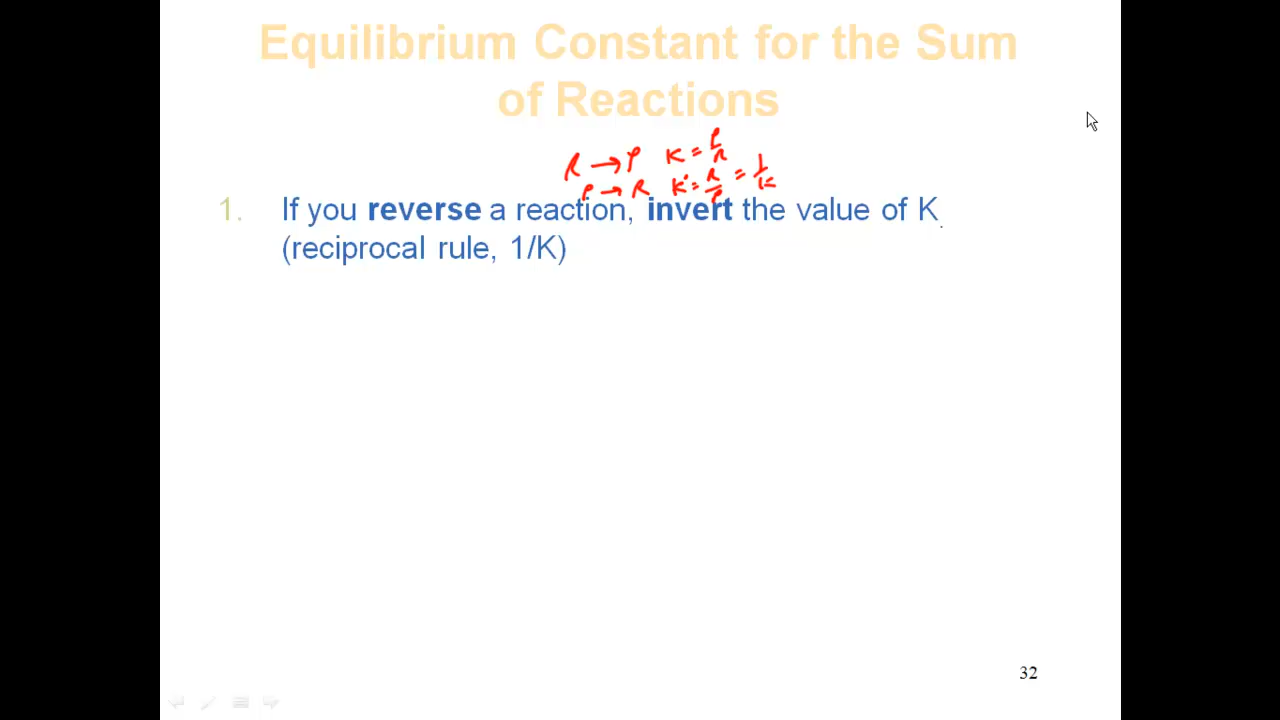 Equilibrium Constant for the Sum
of Reactions
R → P K = P/R
P → R K' = R/P = 1/K
1. If you reverse a reaction, invert the value of K
(reciprocal rule, 1/K)
32